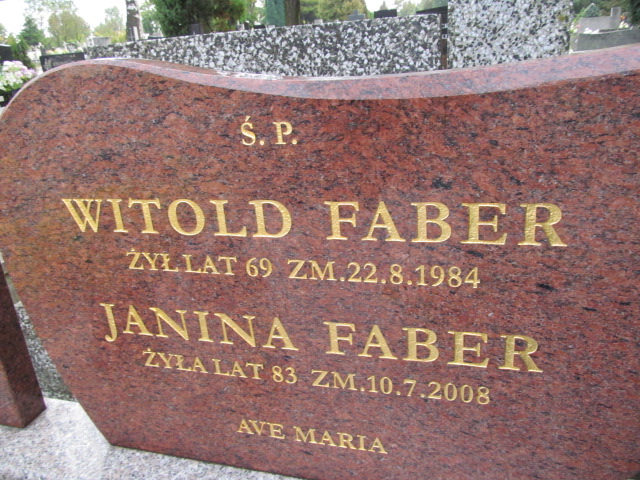 Ś. P.
WITOLD FABER
ŻYŁ LAT 69 ZM.22.8.1984
JANINA FABER
ŻYŁA LAT 83 ZM.10.7.2008
AVE MARIA